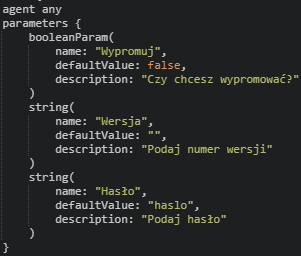 agent any
parameters {
    booleanParam(
        name: "Wypromuj",
        defaultValue: false,
        description: "Czy chcesz wypromować?"
    )
    string(
        name: "Wersja",
        defaultValue: "",
        description: "Podaj numer wersji"
    )
    string(
        name: "Hasło",
        defaultValue: "haslo",
        description: "Podaj hasło"
    )
}